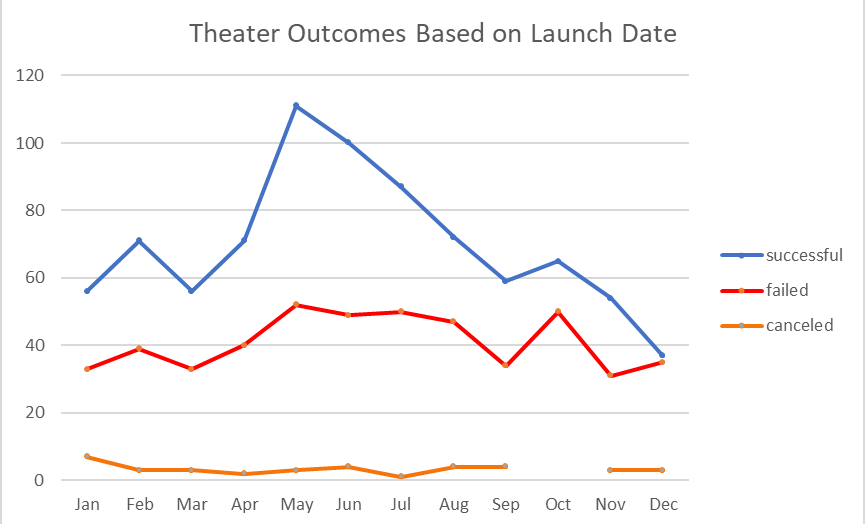 Theater Outcomes Based on Launch Date
120
100
80
60
40
20
0
Jan Feb Mar Apr May Jun Jul Aug Sep Oct Nov Dec
successful
failed
canceled